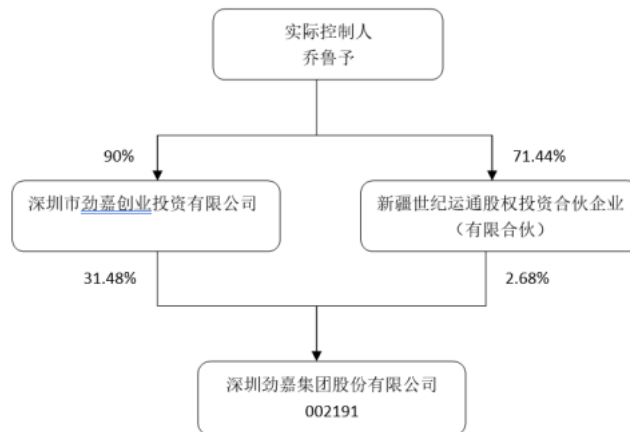 实际控制人
乔鲁予
90%
71.44%
深圳市劲嘉创业投资有限公司
新疆世纪运通股权投资合伙企业
（有限合伙）
31.48%
2.68%
深圳劲嘉集团股份有限公司
002191